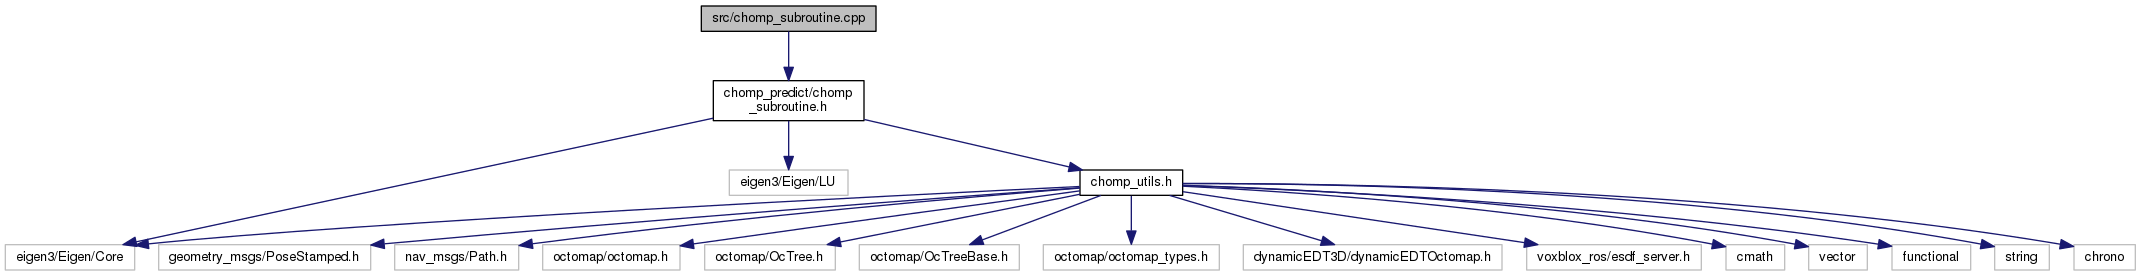 src/chomp_subroutine.cpp
chomp_predict/chomp
_subroutine.h
eigen3/Eigen/LU
chomp_utils.h
eigen3/Eigen/Core
geometry_msgs/PoseStamped.h
nav_msgs/Path.h
octomap/octomap.h
octomap/OcTree.h
octomap/OcTreeBase.h
octomap/octomap_types.h
dynamicEDT3D/dynamicEDTOctomap.h
voxblox_ros/esdf_server.h
cmath
vector
functional
string
chrono